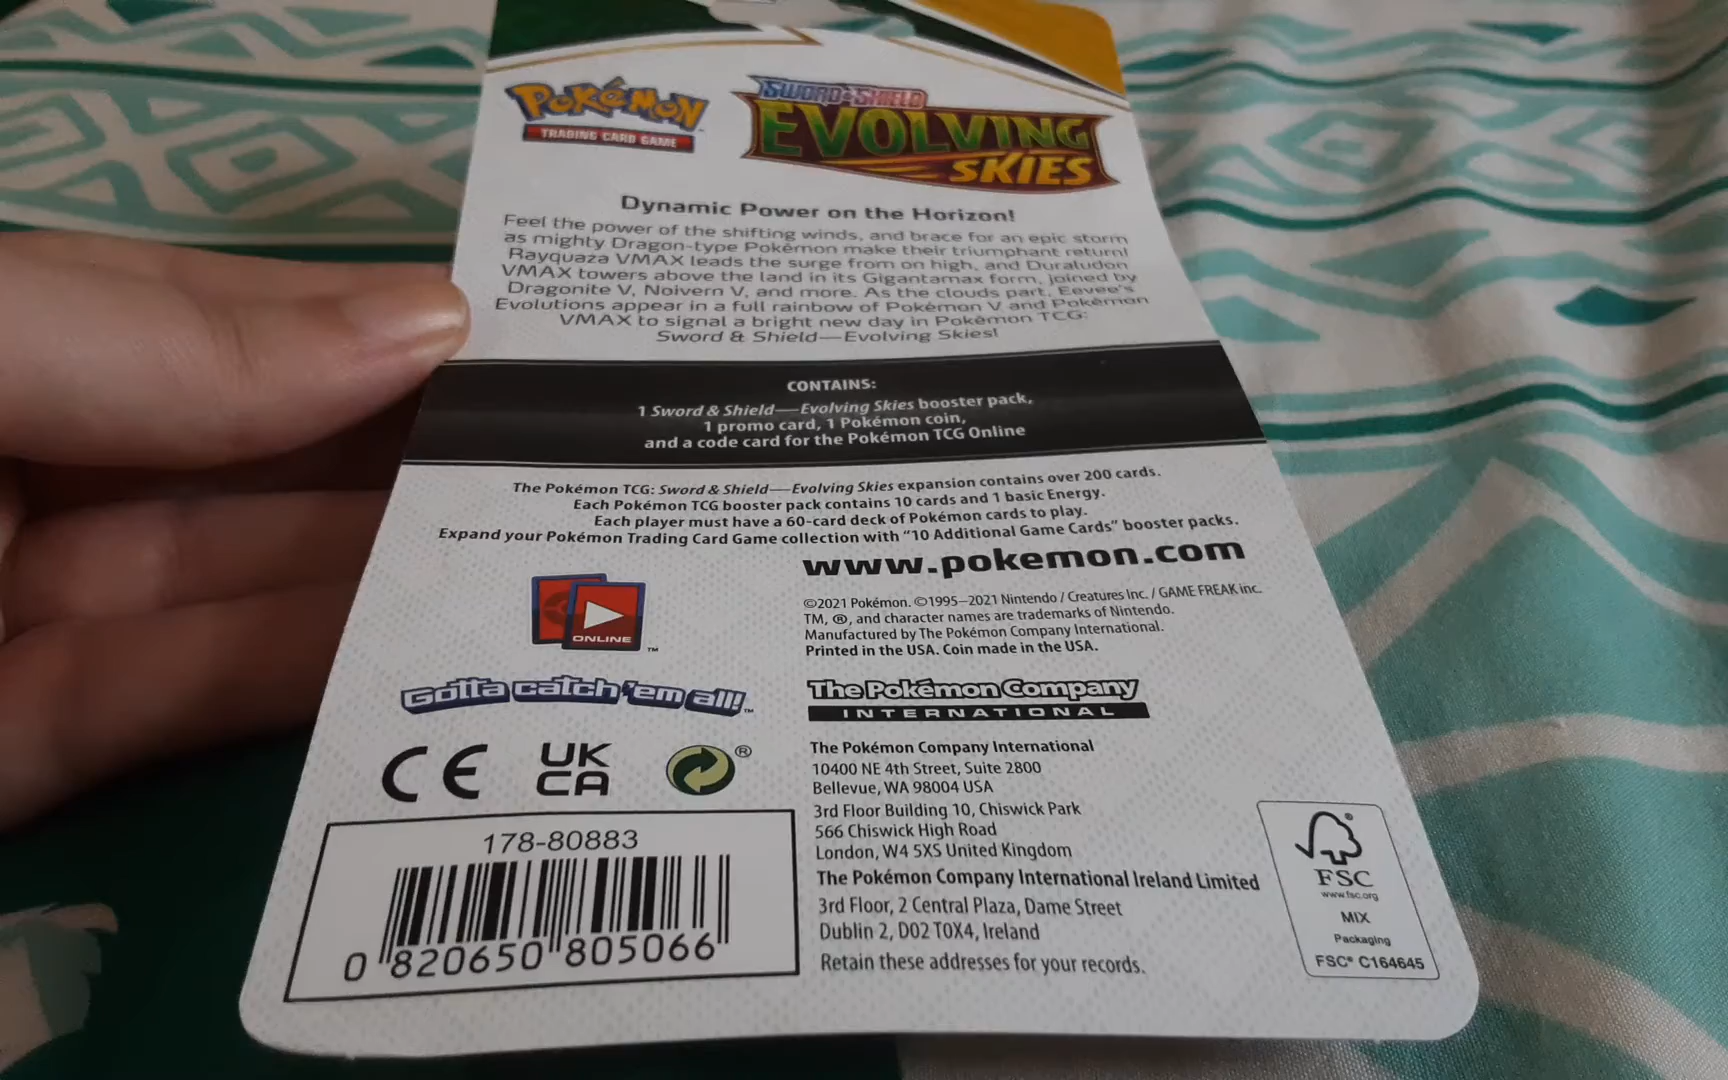 POKéMON
TRADING CARD GAME
SWORD & SHIELD
EVOLVING
SKIES
Dynamic Power on the Horizon!
Feel the power of the shifting winds, and brace for an epic storm
as mighty Dragon-type Pokémon make their triumphant return!
Rayquaza VMAX leads the surge from on high, and Duraludon
VMAX towers above the land in its Gigantamax form, joined by
Dragonite V, Noivern V, and more. As the clouds part, Eevee's
Evolutions appear in a full rainbow of Pokémon V and Pokémon
VMAX to signal a bright new day in Pokémon TCG:
Sword & Shield—Evolving Skies!
CONTAINS:
1 Sword & Shield—Evolving Skies booster pack,
1 promo card, 1 Pokémon coin,
and a code card for the Pokémon TCG Online
The Pokémon TCG: Sword & Shield—Evolving Skies expansion contains over 200 cards.
Each Pokémon TCG booster pack contains 10 cards and 1 basic Energy.
Each player must have a 60-card deck of Pokémon cards to play.
Expand your Pokémon Trading Card Game collection with “10 Additional Game Cards” booster packs.
www.pokemon.com
ONLINE™
©2021 Pokémon. ©1995–2021 Nintendo / Creatures Inc. / GAME FREAK inc.
TM, ®, and character names are trademarks of Nintendo.
Manufactured by The Pokémon Company International.
Printed in the USA. Coin made in the USA.
Gotta catch 'em all!™
The Pokémon Company
INTERNATIONAL
CE
UK
CA
®
The Pokémon Company International
10400 NE 4th Street, Suite 2800
Bellevue, WA 98004 USA
3rd Floor Building 10, Chiswick Park
566 Chiswick High Road
London, W4 5XS United Kingdom
The Pokémon Company International Ireland Limited
3rd Floor, 2 Central Plaza, Dame Street
Dublin 2, D02 T0X4, Ireland
Retain these addresses for your records.
178-80883
0 820650 805066
®
FSC
www.fsc.org
MIX
Packaging
FSC® C164645